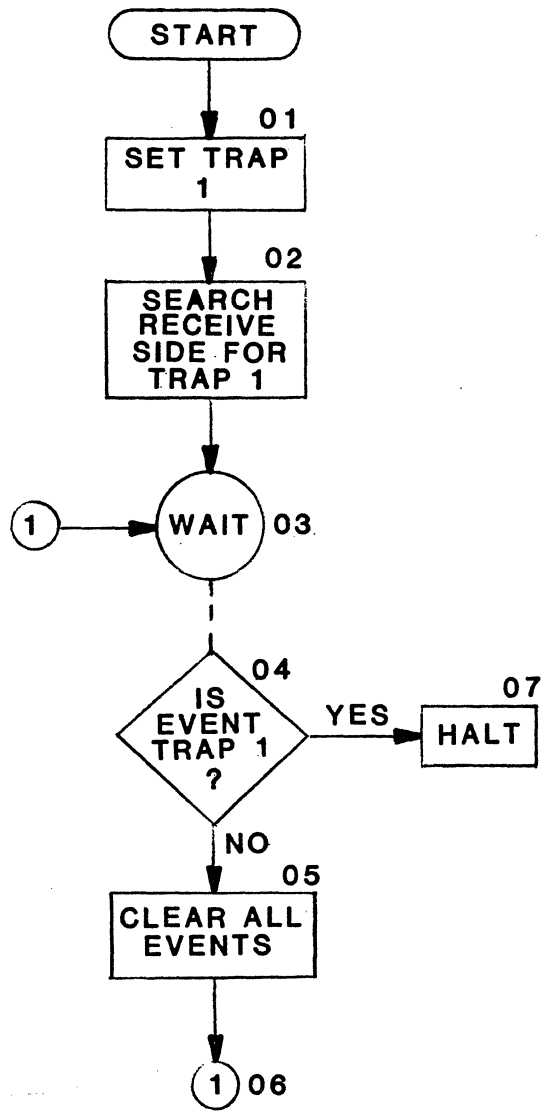 START
01
SET TRAP
1
02
SEARCH
RECEIVE
SIDE FOR
TRAP 1
1
WAIT
03
04
IS
EVENT
TRAP 1
?
YES
07
HALT
NO
05
CLEAR ALL
EVENTS
1
06